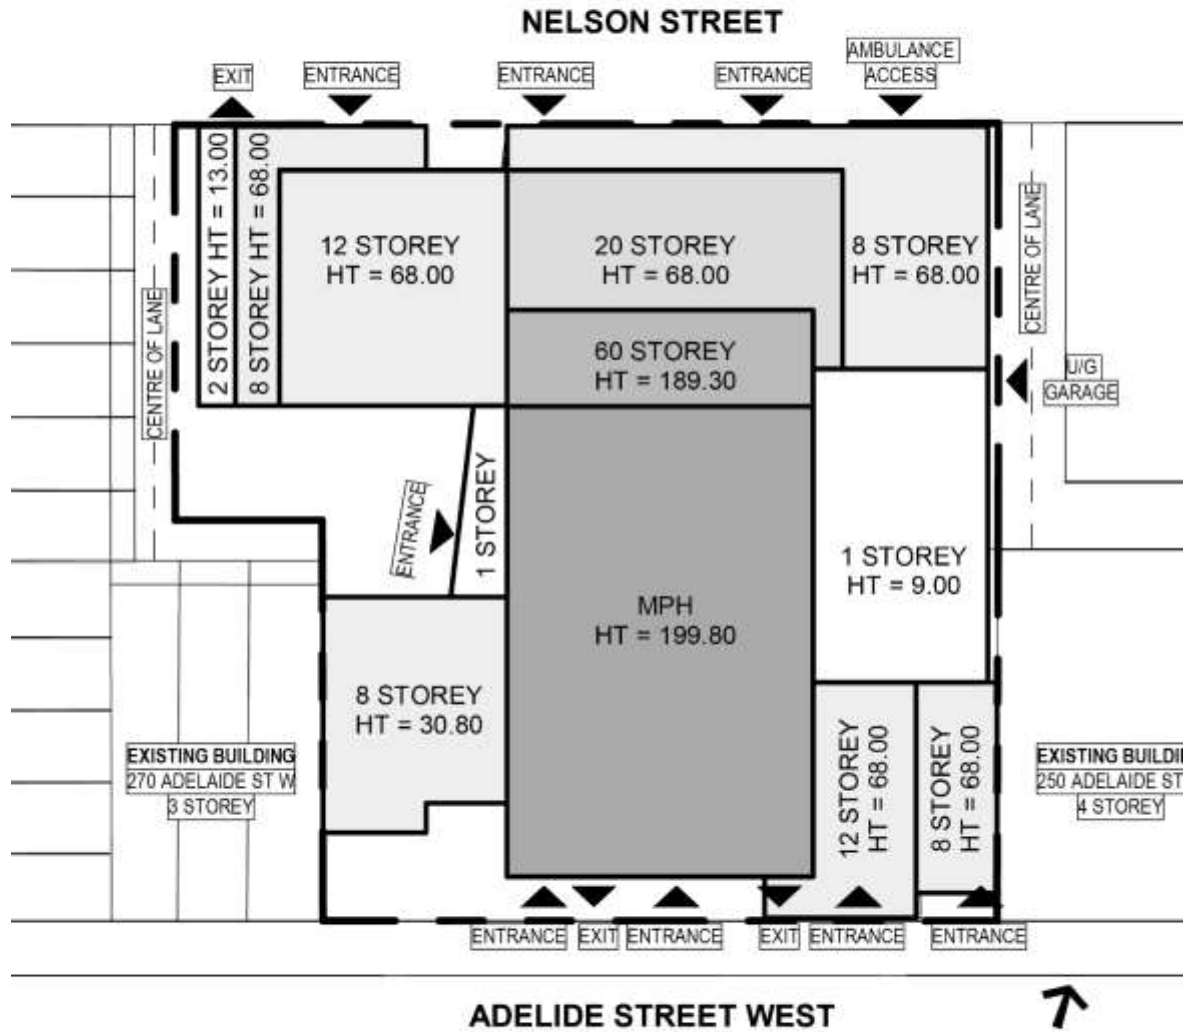 NELSON STREET
EXIT
ENTRANCE
ENTRANCE
ENTRANCE
AMBULANCE
ACCESS
2 STOREY HT = 13.00
8 STOREY HT = 68.00
12 STOREY
HT = 68.00
20 STOREY
HT = 68.00
8 STOREY
HT = 68.00
CENTRE OF LANE
CENTRE OF LANE
60 STOREY
HT = 189.30
U/G
GARAGE
ENTRANCE
1 STOREY
1 STOREY
HT = 9.00
MPH
HT = 199.80
8 STOREY
HT = 30.80
12 STOREY
HT = 68.00
8 STOREY
HT = 68.00
EXISTING BUILDING
270 ADELAIDE ST W
3 STOREY
EXISTING BUILDI
250 ADELAIDE ST
4 STOREY
ENTRANCE
EXIT
ENTRANCE
EXIT
ENTRANCE
ENTRANCE
ADELIDE STREET WEST